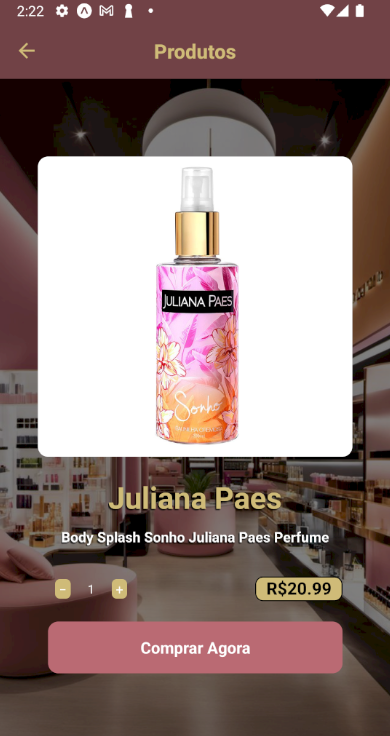 2:22
Produtos
JULIANA PAES
Sonho
Juliana Paes
Body Splash Sonho Juliana Paes Perfume
− 1 + R$20.99
Comprar Agora